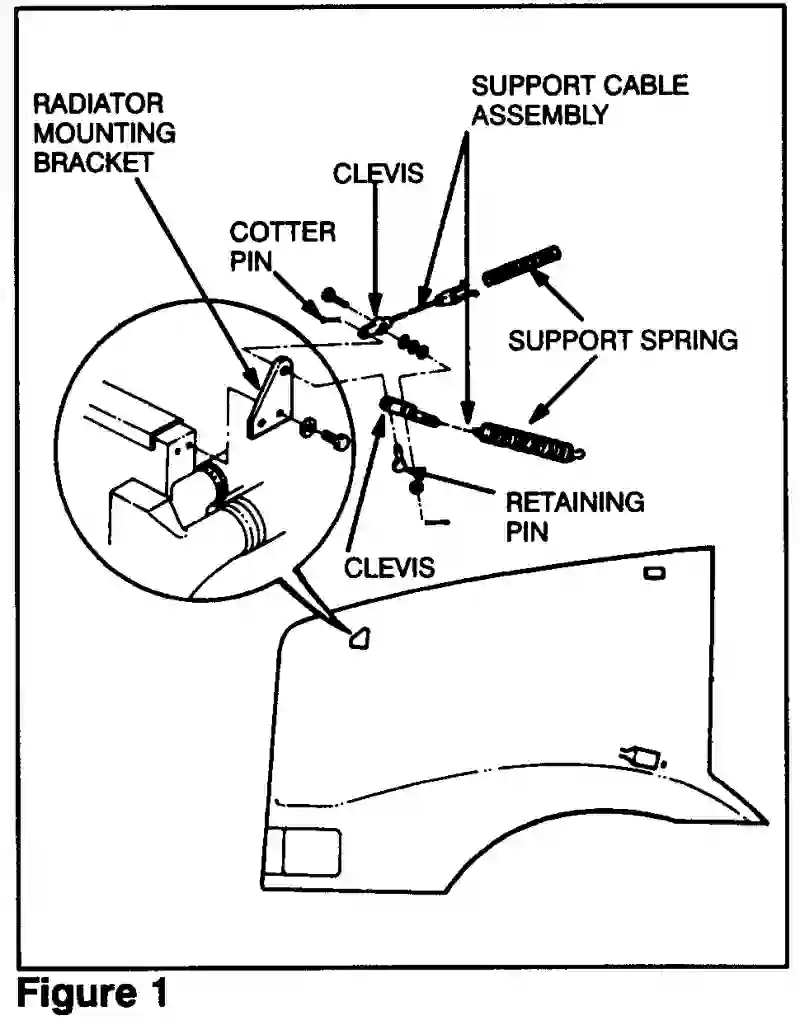 SUPPORT CABLE
ASSEMBLY
RADIATOR
MOUNTING
BRACKET
CLEVIS
COTTER
PIN
SUPPORT SPRING
RETAINING
PIN
CLEVIS
Figure 1